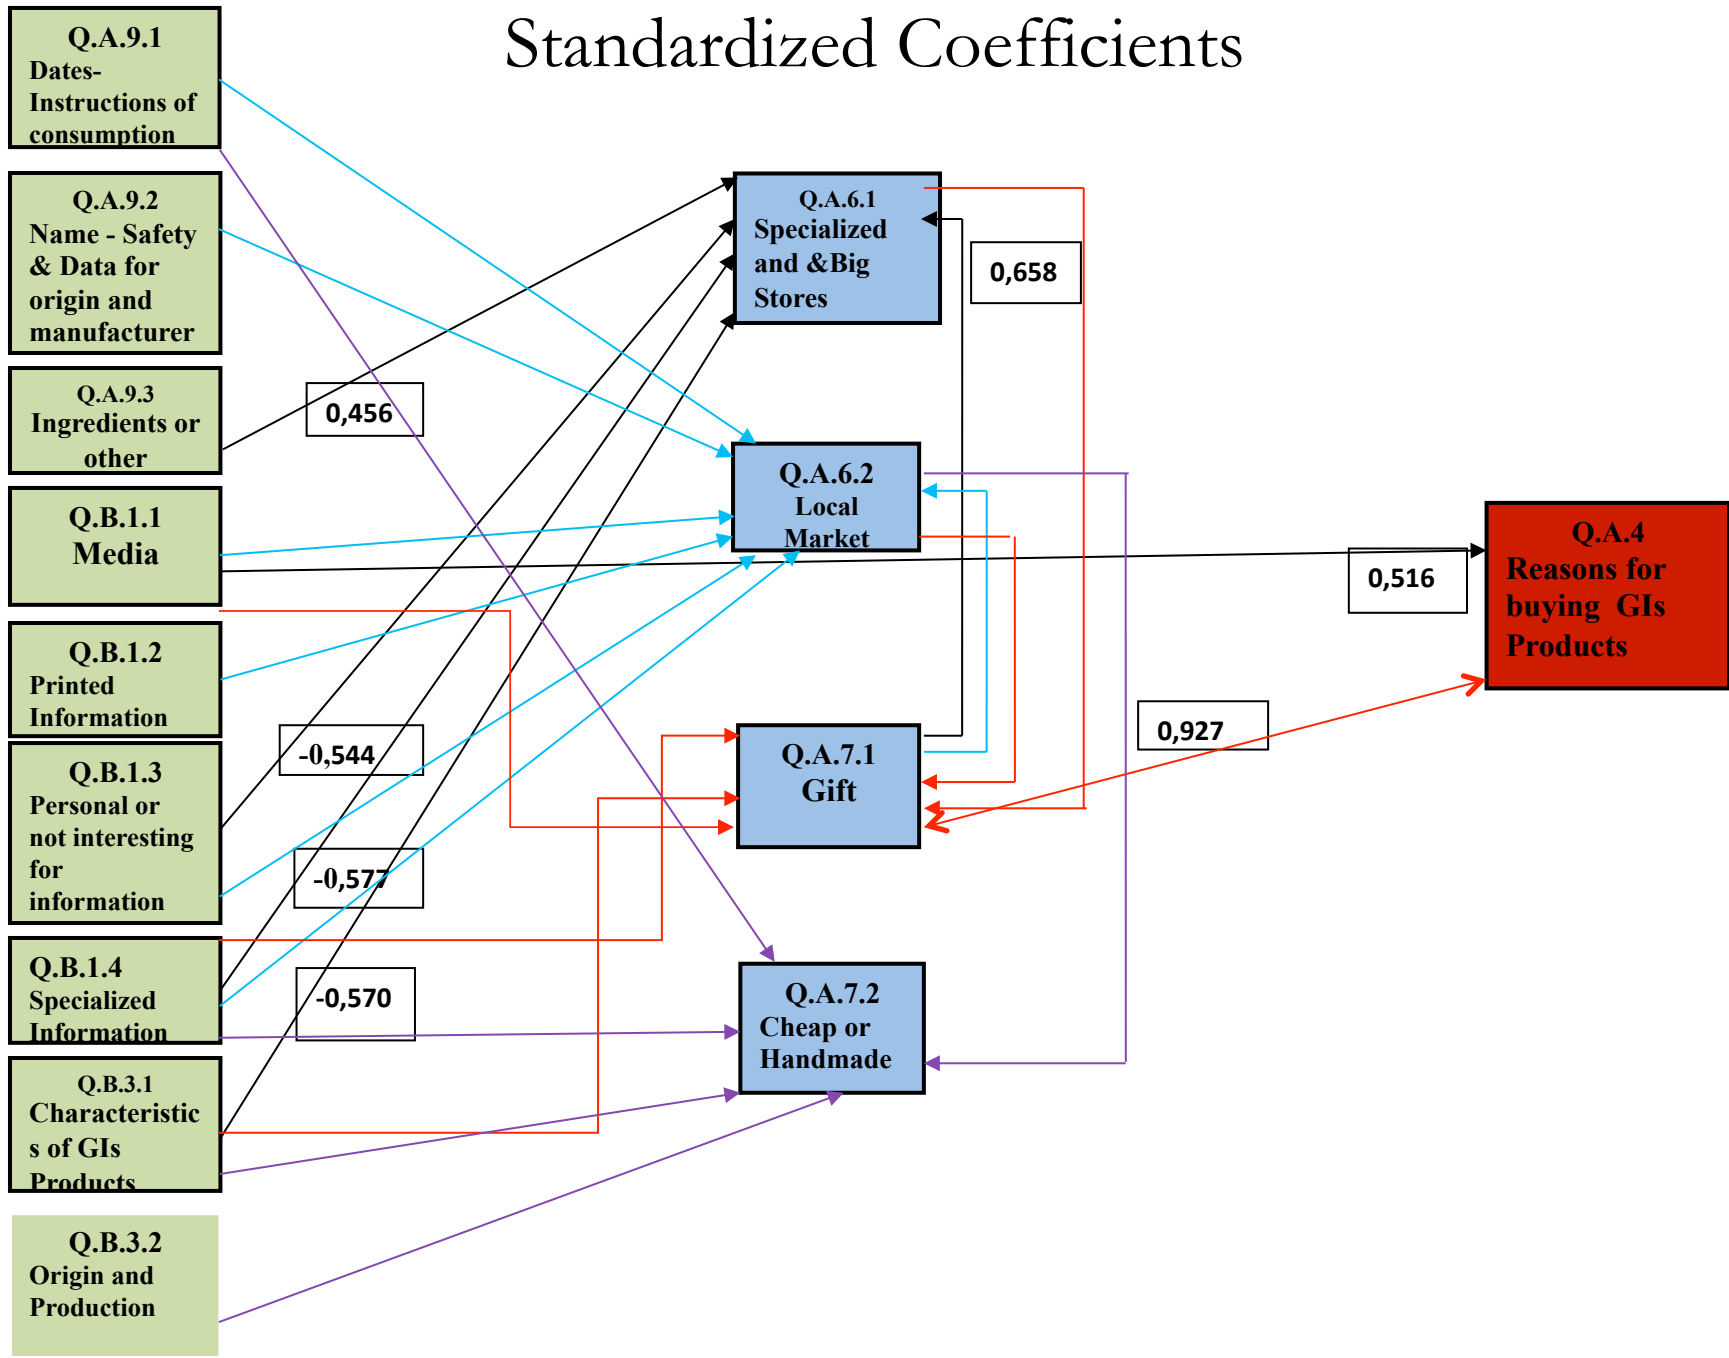 Standardized Coefficients
Q.A.9.1
Dates-
Instructions of
consumption
Q.A.9.2
Name - Safety
& Data for
origin and
manufacturer
Q.A.9.3
Ingredients or
other
Q.B.1.1
Media
Q.B.1.2
Printed
Information
Q.B.1.3
Personal or
not interesting
for
information
Q.B.1.4
Specialized
Information
Q.B.3.1
Characteristic
s of GIs
Products
Q.B.3.2
Origin and
Production
0,456
-0,544
-0,577
-0,570
Q.A.6.1
Specialized
and &Big
Stores
Q.A.6.2
Local
Market
Q.A.7.1
Gift
Q.A.7.2
Cheap or
Handmade
0,658
0,516
0,927
Q.A.4
Reasons for
buying GIs
Products